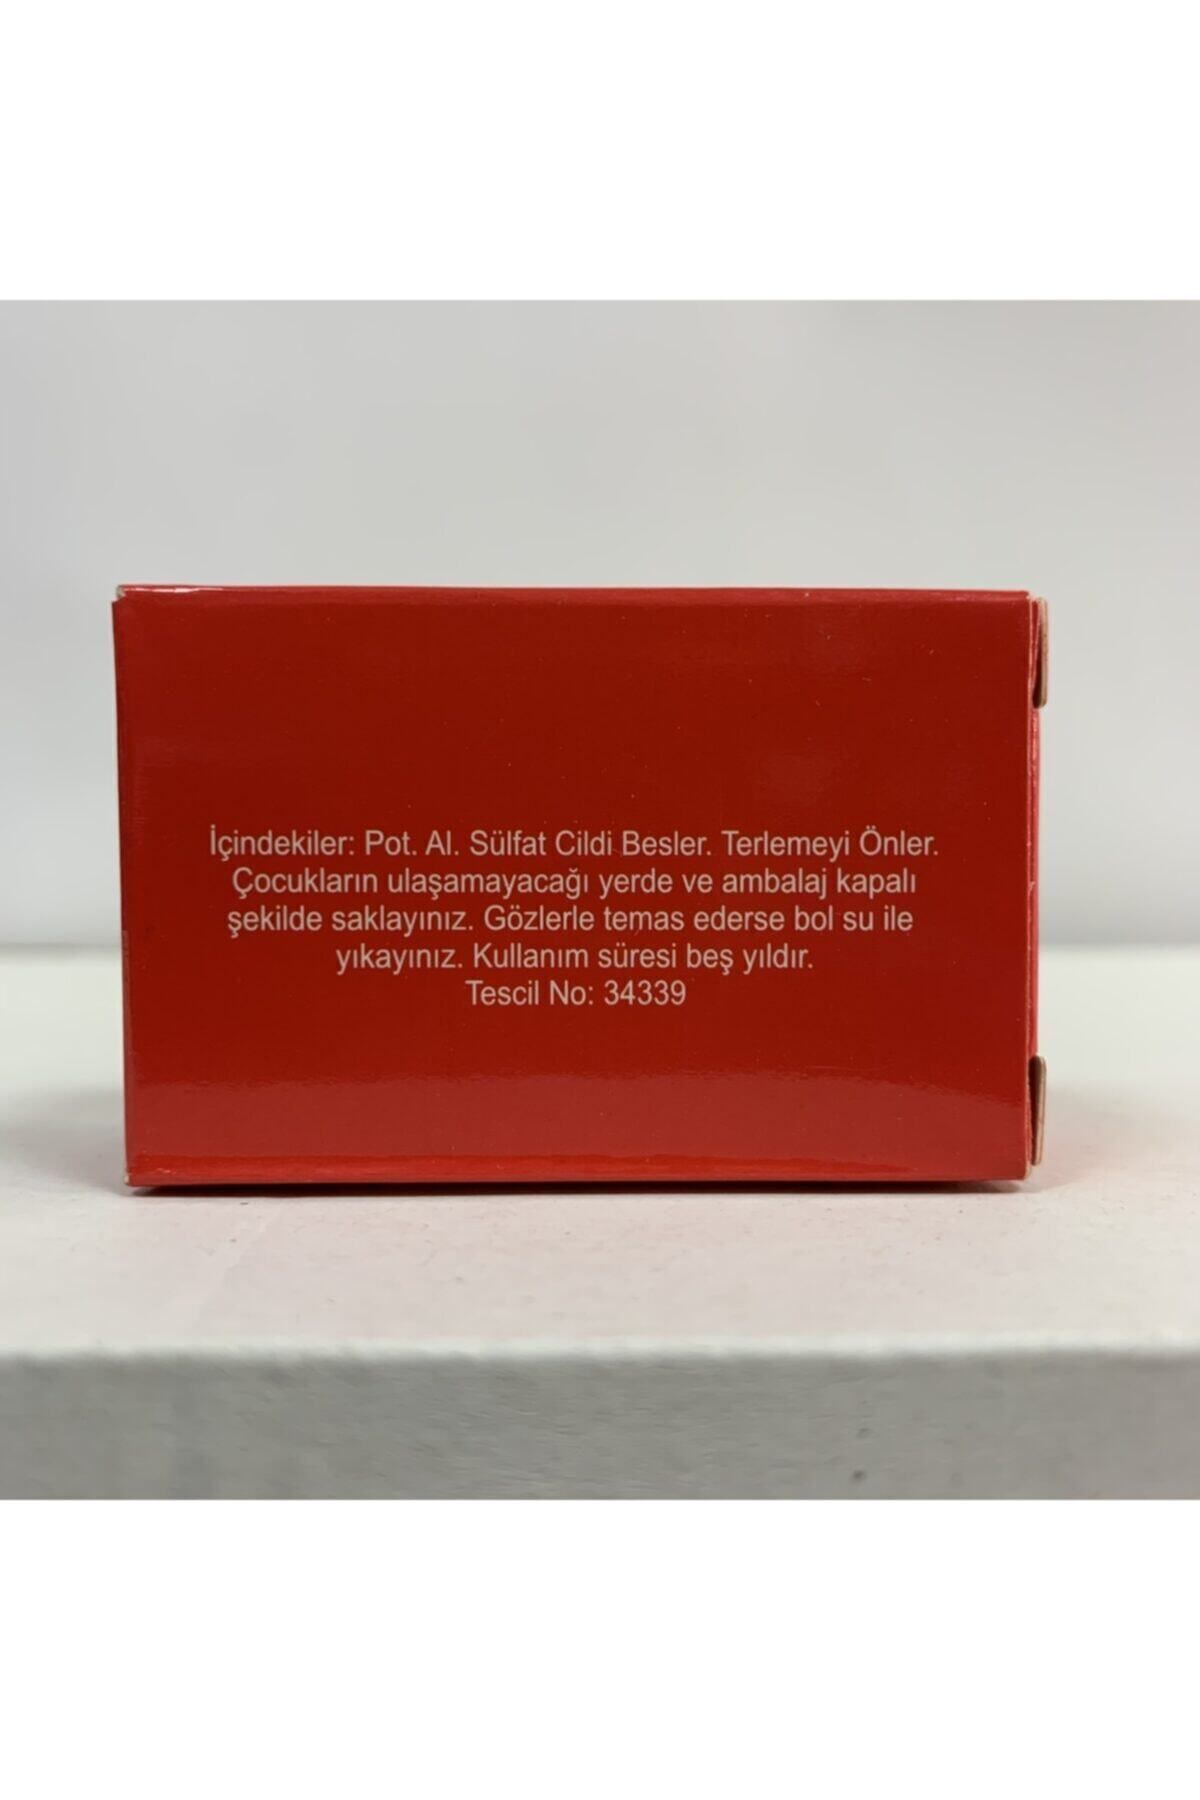 İçindekiler: Pot. Al. Sülfat Cildi Besler. Terlemeyi Önler.
Çocukların ulaşamayacağı yerde ve ambalaj kapalı
şekilde saklayınız. Gözlerle temas ederse bol su ile
yıkayınız. Kullanım süresi beş yıldır.
Tescil No: 34339